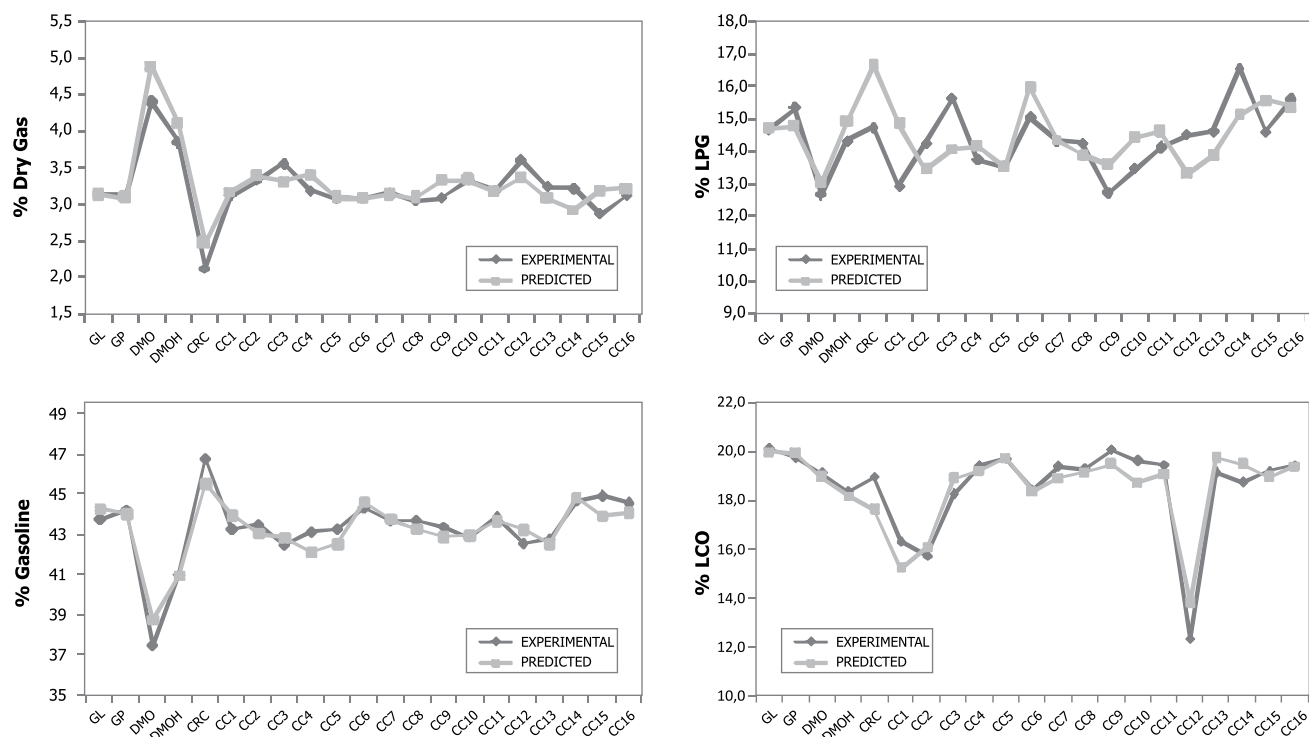 % Dry Gas
5,5
5,0
4,5
4,0
3,5
3,0
2,5
2,0
1,5
EXPERIMENTAL
PREDICTED
GL GP DMO DMOH CRC CC1 CC2 CC3 CC4 CC5 CC6 CC7 CC8 CC9 CC10 CC11 CC12 CC13 CC14 CC15 CC16
% LPG
18,0
17,0
16,0
15,0
14,0
13,0
12,0
11,0
10,0
9,0
EXPERIMENTAL
PREDICTED
GL GP DMO DMOH CRC CC1 CC2 CC3 CC4 CC5 CC6 CC7 CC8 CC9 CC10 CC11 CC12 CC13 CC14 CC15 CC16
% Gasoline
49
47
45
43
41
39
37
35
EXPERIMENTAL
PREDICTED
GL GP DMO DMOH CRC CC1 CC2 CC3 CC4 CC5 CC6 CC7 CC8 CC9 CC10 CC11 CC12 CC13 CC14 CC15 CC16
% LCO
22,0
20,0
18,0
16,0
14,0
12,0
10,0
EXPERIMENTAL
PREDICTED
GL GP DMO DMOH CRC CC1 CC2 CC3 CC4 CC5 CC6 CC7 CC8 CC9 CC10 CC11 CC12 CC13 CC14 CC15 CC16